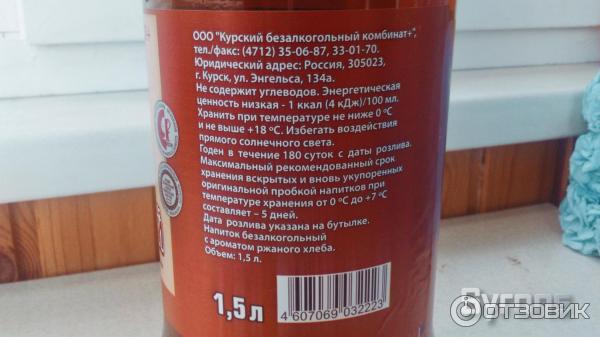 ООО "Курский безалкогольный комбинат+",
тел./факс: (4712) 35-06-87, 33-01-70.
Юридический адрес: Россия, 305023,
г. Курск, ул. Энгельса, 134а.
Не содержит углеводов. Энергетическая
ценность низкая - 1 ккал (4 кДж)/100 мл.
Хранить при температуре не ниже 0 °С
и не выше +18 °С. Избегать воздействия
прямого солнечного света.
Годен в течение 180 суток с даты розлива.
Максимальный рекомендованный срок
хранения вскрытых и вновь укупоренных
оригинальной пробкой напитков при
температуре хранения от 0 °С до +7 °С
составляет – 5 дней.
Дата розлива указана на бутылке.
Напиток безалкогольный
с ароматом ржаного хлеба.
Объем: 1,5 л.
1,5л
4 607069 032223
ОТЗОВИК